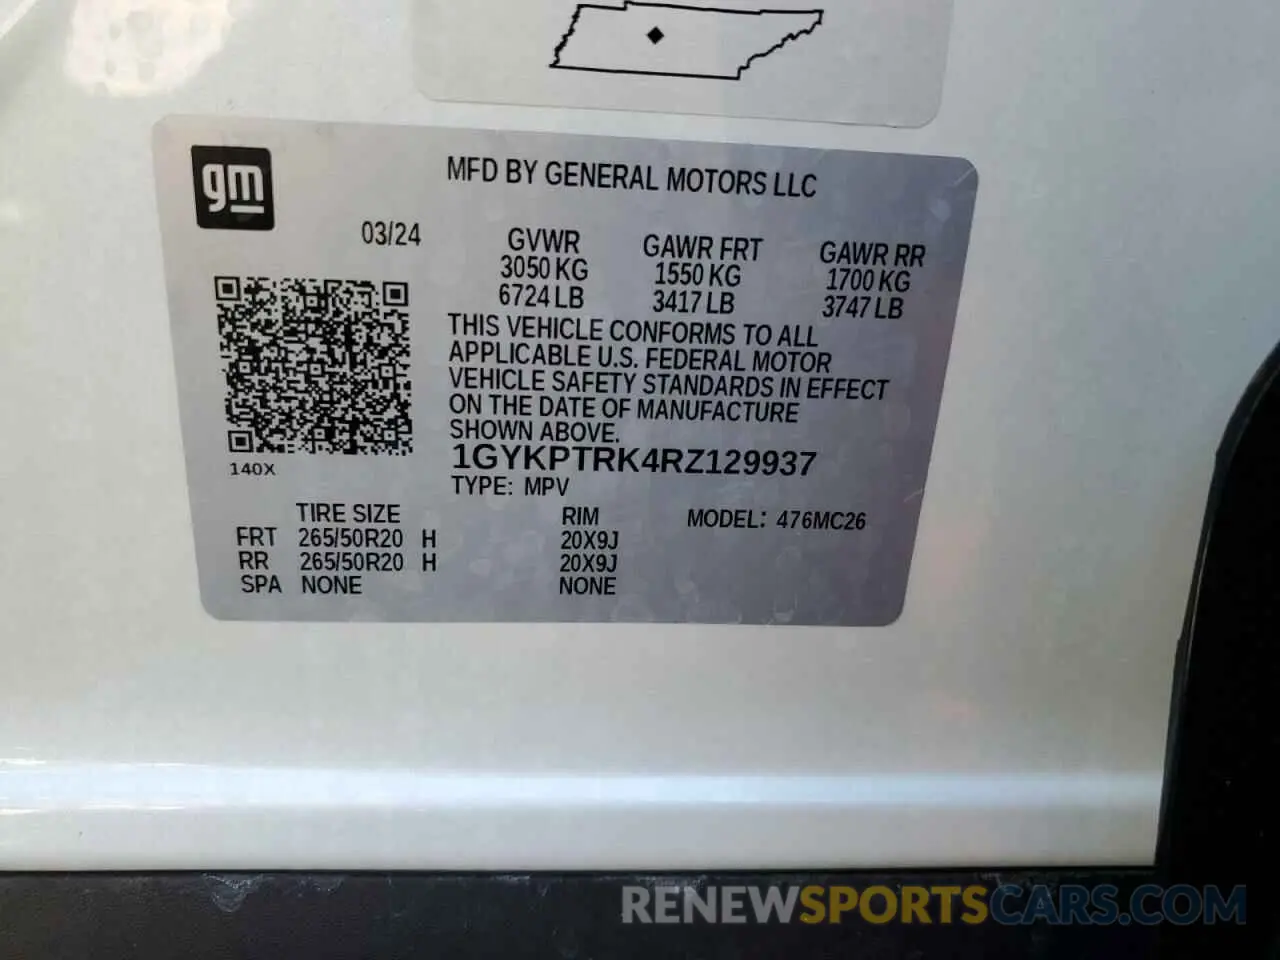 gm
MFD BY GENERAL MOTORS LLC
03/24
GVWR GAWR FRT GAWR RR
3050 KG 1550 KG 1700 KG
6724 LB 3417 LB 3747 LB
THIS VEHICLE CONFORMS TO ALL
APPLICABLE U.S. FEDERAL MOTOR
VEHICLE SAFETY STANDARDS IN EFFECT
ON THE DATE OF MANUFACTURE
SHOWN ABOVE.
140X
1GYKPTRK4RZ129937
TYPE: MPV
TIRE SIZE RIM MODEL: 476MC26
FRT 265/50R20 H 20X9J
RR 265/50R20 H 20X9J
SPA NONE NONE
RENEWSPORTSCARS.COM